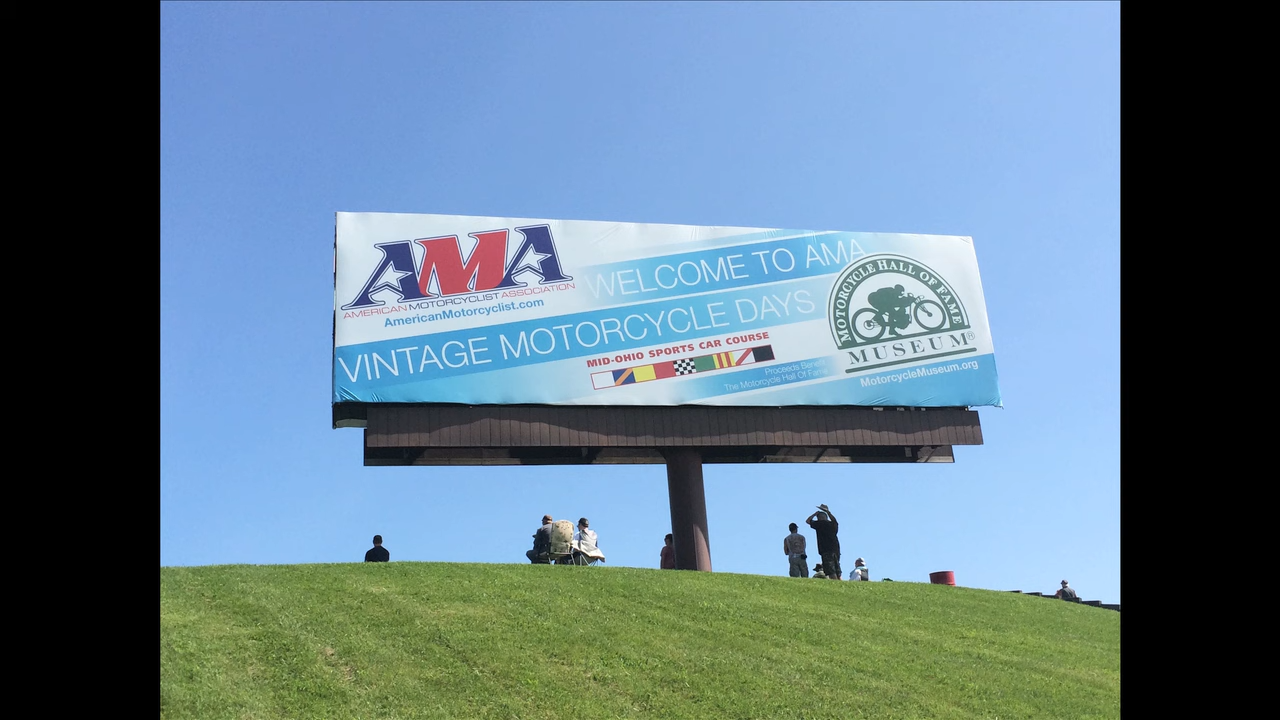 AMA
AMERICAN MOTORCYCLIST ASSOCIATION
AmericanMotorcyclist.com
WELCOME TO AMA
VINTAGE MOTORCYCLE DAYS
MID-OHIO SPORTS CAR COURSE
Proceeds Benefit
The Motorcycle Hall Of Fame
MOTORCYCLE HALL OF FAME
MUSEUM®
MotorcycleMuseum.org